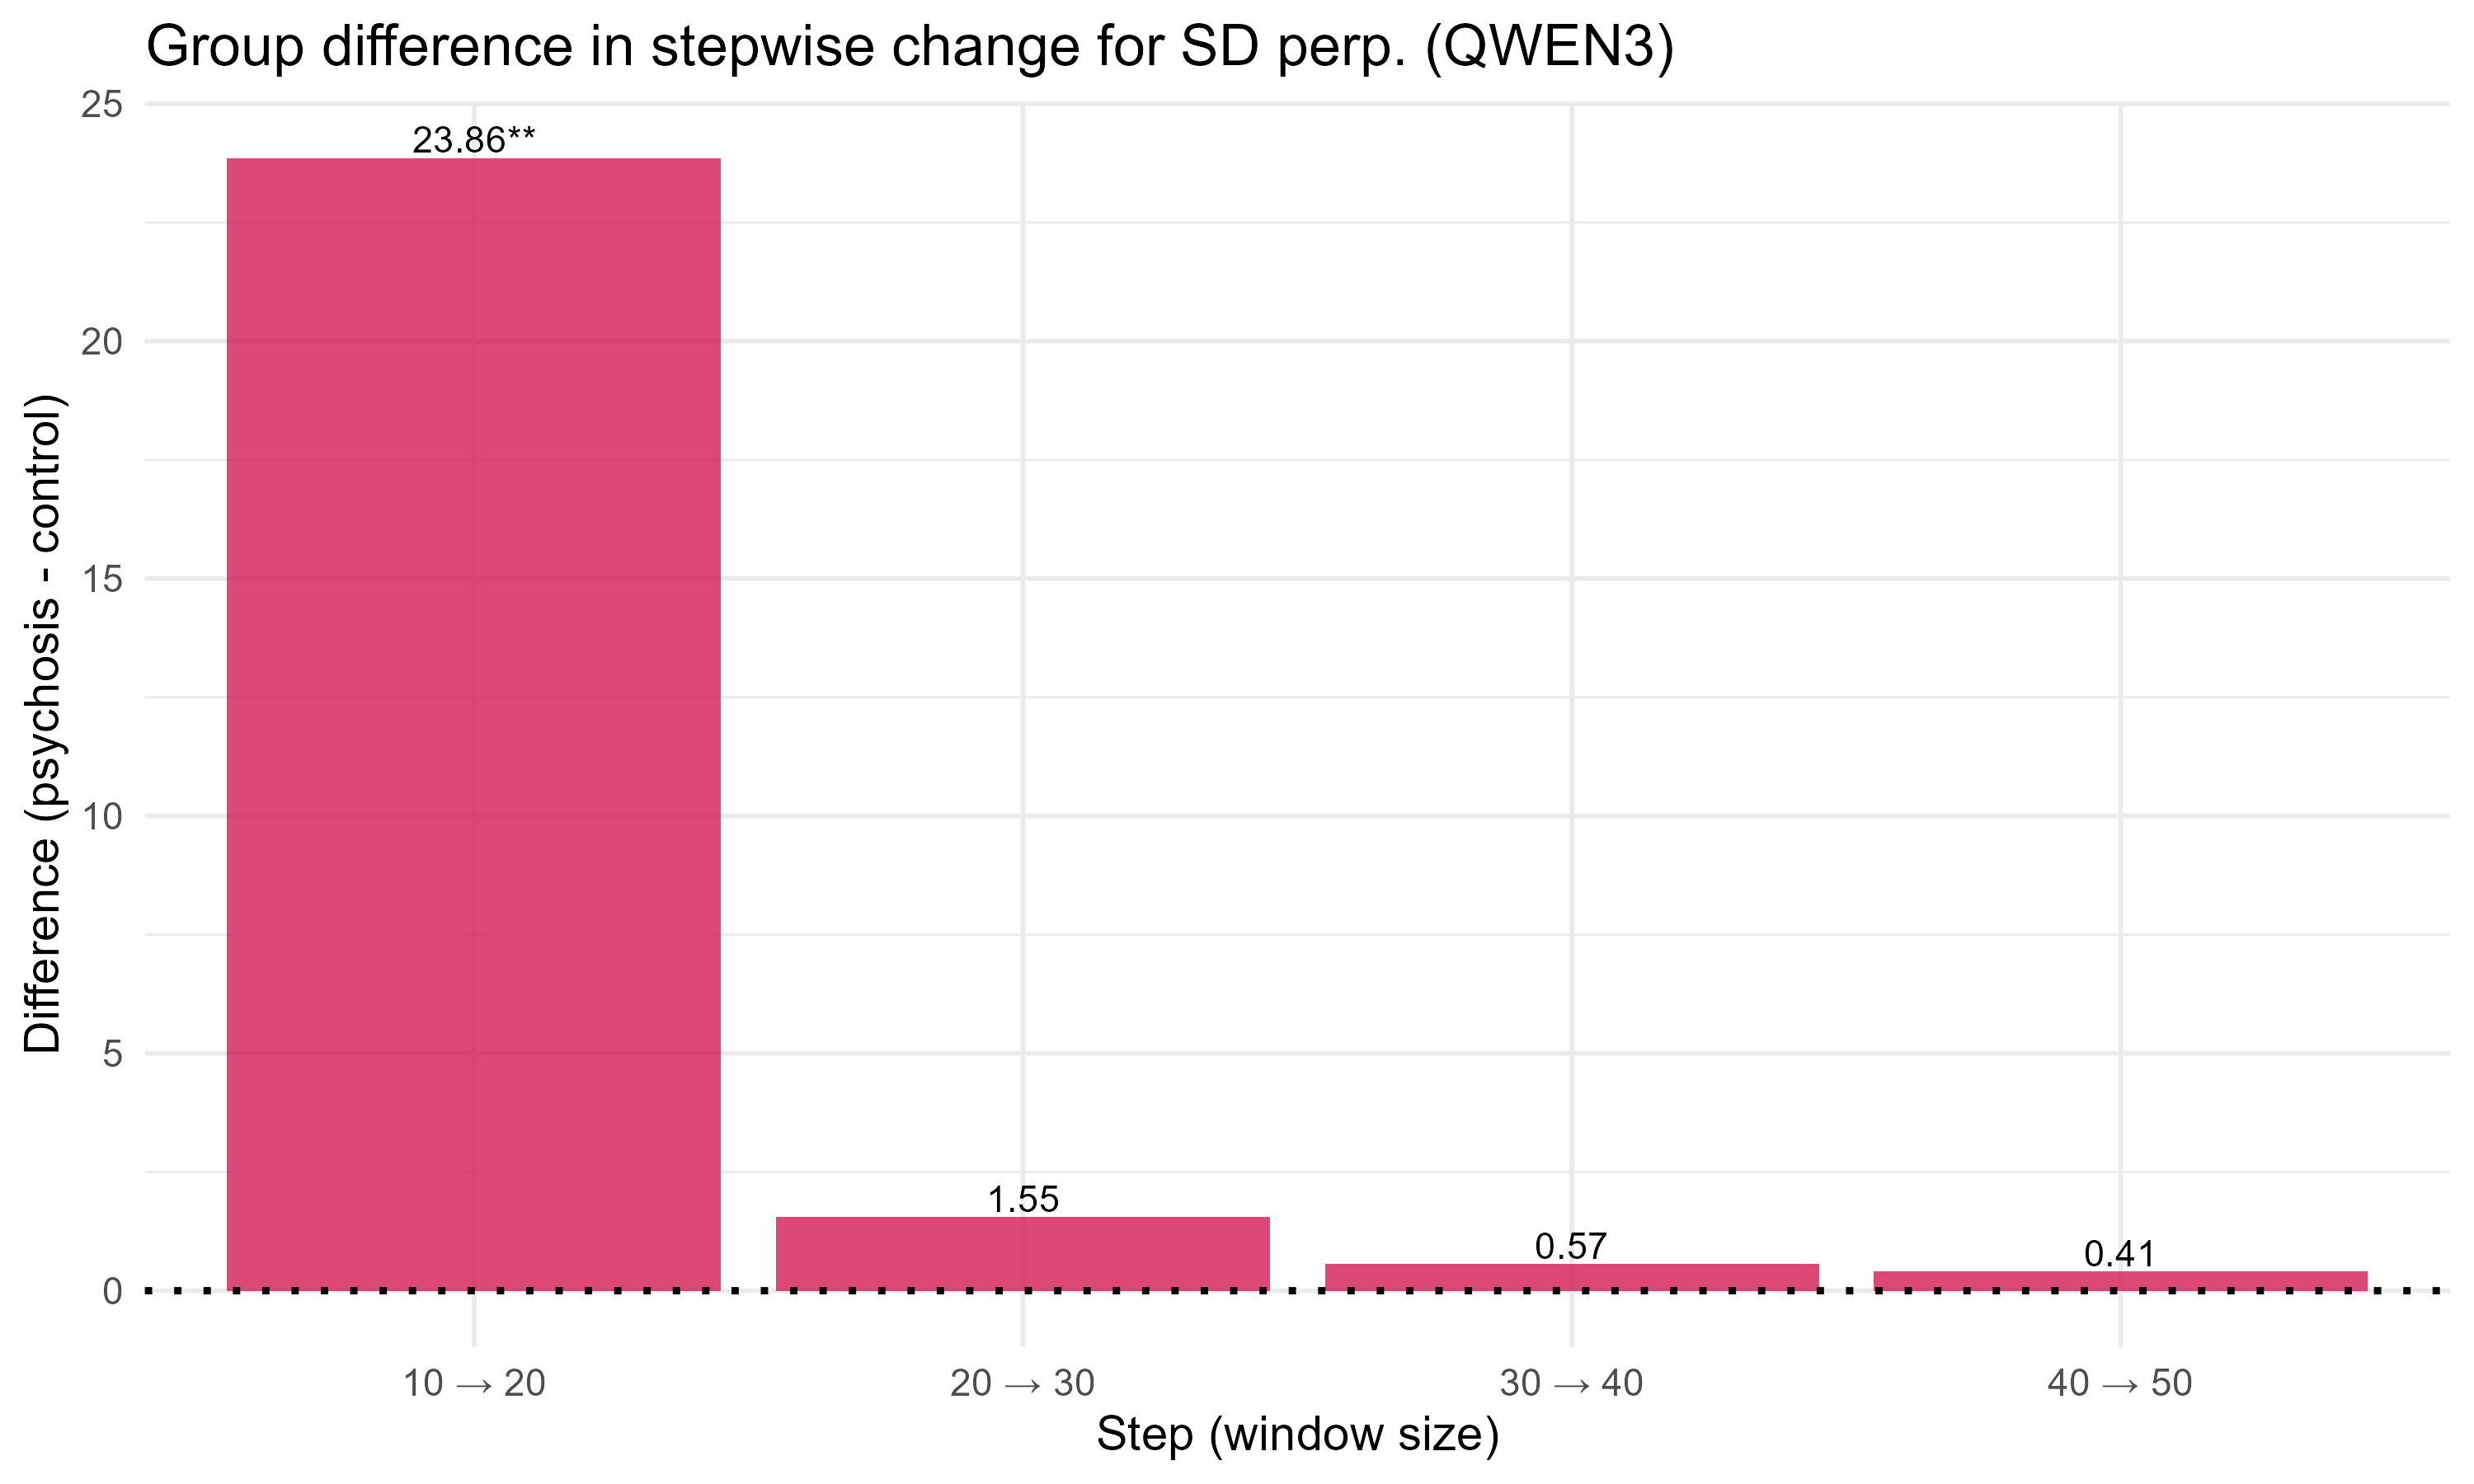 Group difference in stepwise change for SD perp. (QWEN3)
Difference (psychosis - control)
25
20
15
10
5
0
23.86**
1.55
0.57
0.41
10 → 20
20 → 30
30 → 40
40 → 50
Step (window size)